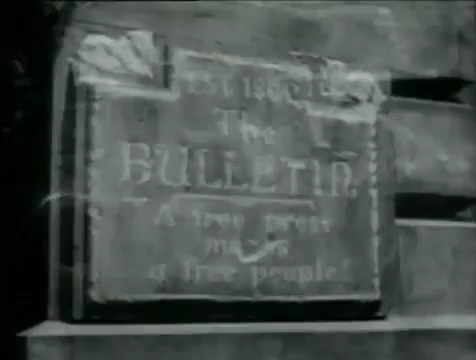 The
BULLETIN
A free press
makes
a free people!